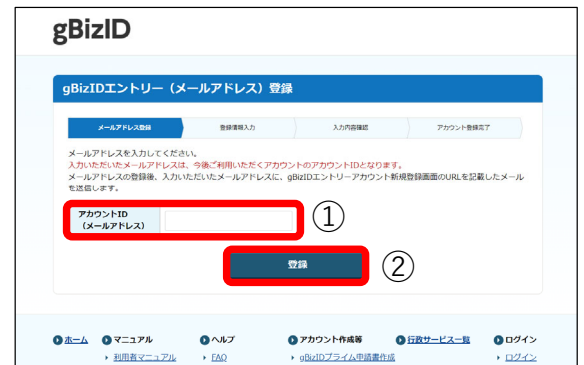 gBizID
gBizIDエントリー（メールアドレス）登録
メールアドレス登録 登録情報入力 入力内容確認 アカウント登録完了
メールアドレスを入力してください。
入力いただいたメールアドレスは、今後ご利用いただくアカウントのアカウントIDとなります。
メールアドレスの登録後、入力いただいたメールアドレスに、gBizIDエントリーアカウント新規登録画面のURLを記載したメール
を送信します。
アカウントID
（メールアドレス）
①
登録
②
ホーム マニュアル ヘルプ アカウント作成等 行政サービス一覧 ログイン
利用者マニュアル FAQ gBizIDプライム申請書作成 ログイン